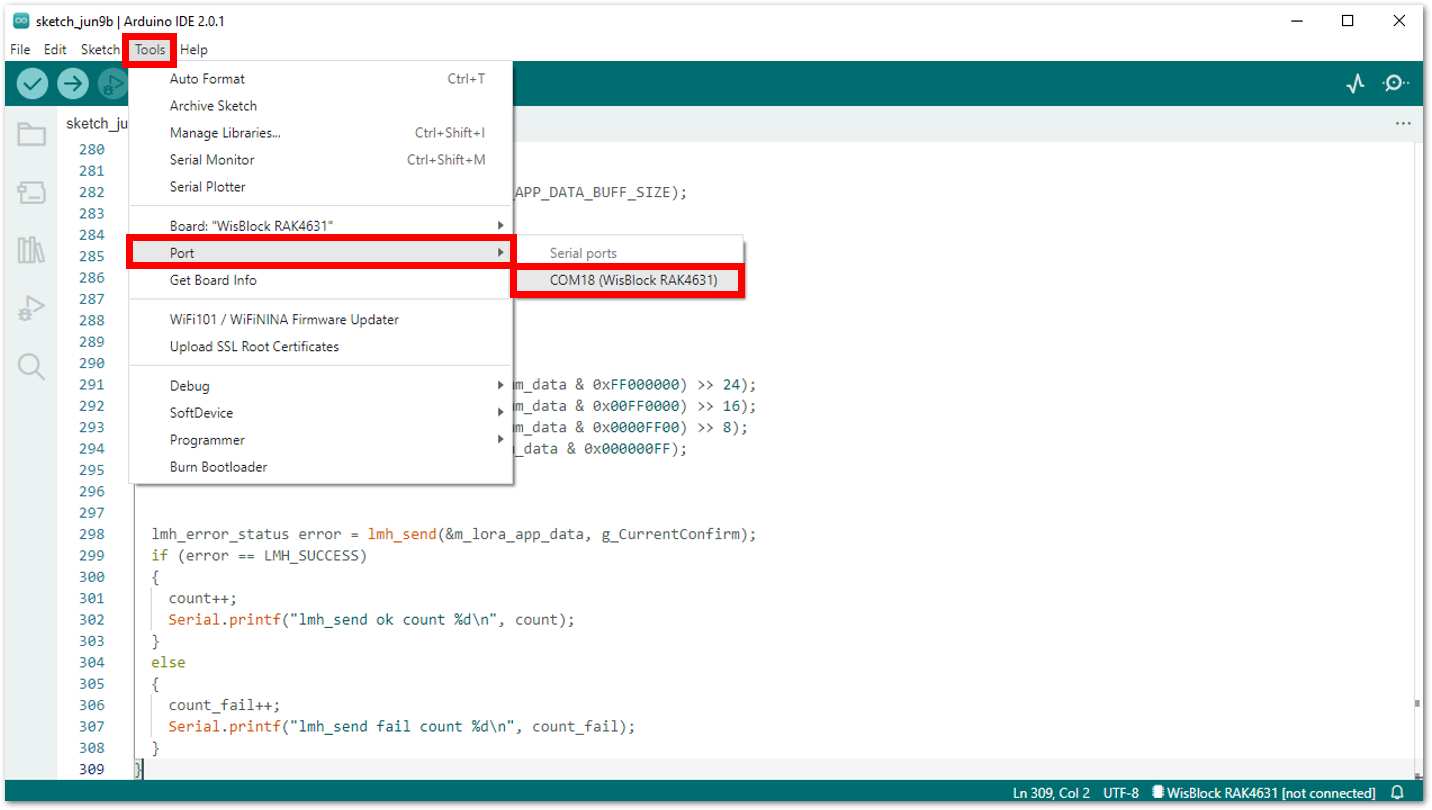 sketch_jun9b | Arduino IDE 2.0.1
File Edit Sketch Tools Help
sketch_ju
Auto Format Ctrl+T
Archive Sketch
Manage Libraries... Ctrl+Shift+I
Serial Monitor Ctrl+Shift+M
Serial Plotter
Board: "WisBlock RAK4631"
Port
Get Board Info
WiFi101 / WiFiNINA Firmware Updater
Upload SSL Root Certificates
Debug
SoftDevice
Programmer
Burn Bootloader
Serial ports
COM18 (WisBlock RAK4631)
280
281
282 _APP_DATA_BUFF_SIZE);
283
284
285
286
287
288
289
290
291 m_data & 0xFF000000) >> 24);
292 m_data & 0x00FF0000) >> 16);
293 m_data & 0x0000FF00) >> 8);
294 _data & 0x000000FF);
295
296
297
298 lmh_error_status error = lmh_send(&m_lora_app_data, g_CurrentConfirm);
299 if (error == LMH_SUCCESS)
300 {
301 count++;
302 Serial.printf("lmh_send ok count %d\n", count);
303 }
304 else
305 {
306 count_fail++;
307 Serial.printf("lmh_send fail count %d\n", count_fail);
308 }
309 }
Ln 309, Col 2 UTF-8 WisBlock RAK4631 [not connected]